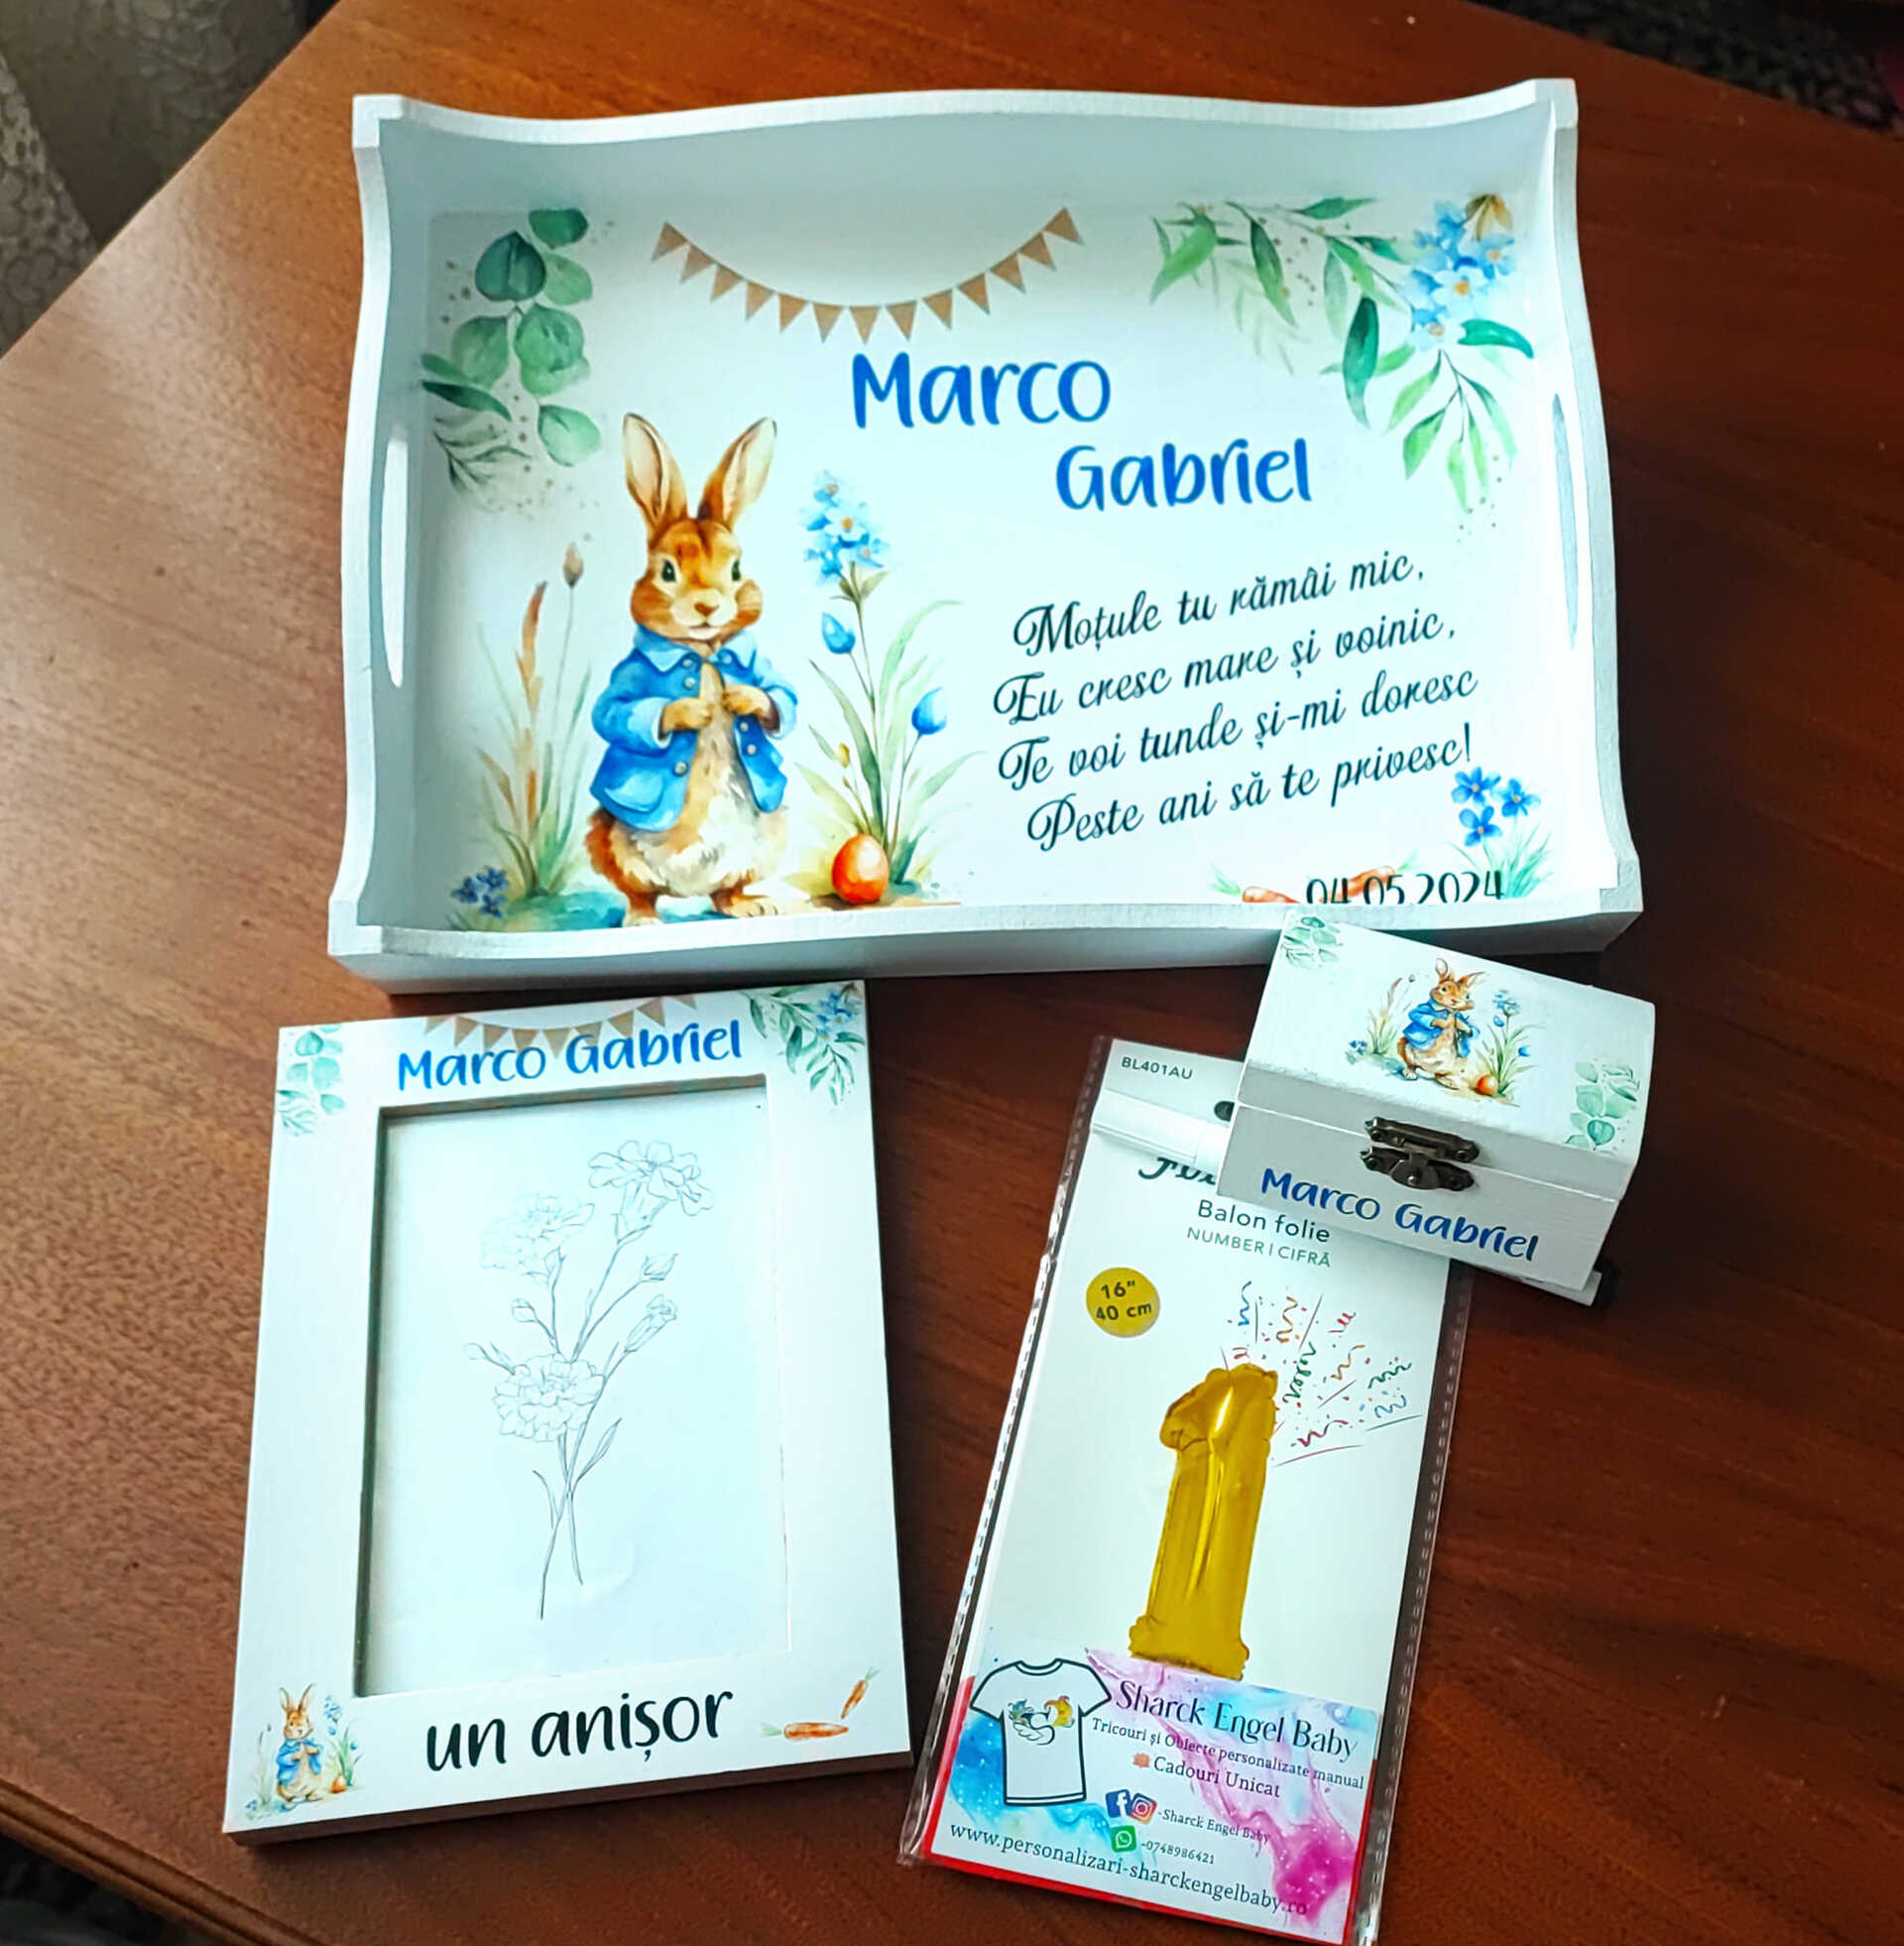 Marco
Gabriel
Moțule tu rămâi mic,
Eu cresc mare și voinic,
Te voi tunde și-mi doresc
Peste ani să te privesc!
04.05.2024
Marco Gabriel
un anișor
Marco Gabriel
BL401AU
Balon folie
NUMBER | CIFRĂ
16"
40 cm
Sharck Engel Baby
Tricouri și Obiecte personalizate manual
Cadouri Unicat
-Sharck Engel Baby
-0748986421
www.personalizari-sharckengelbaby.ro